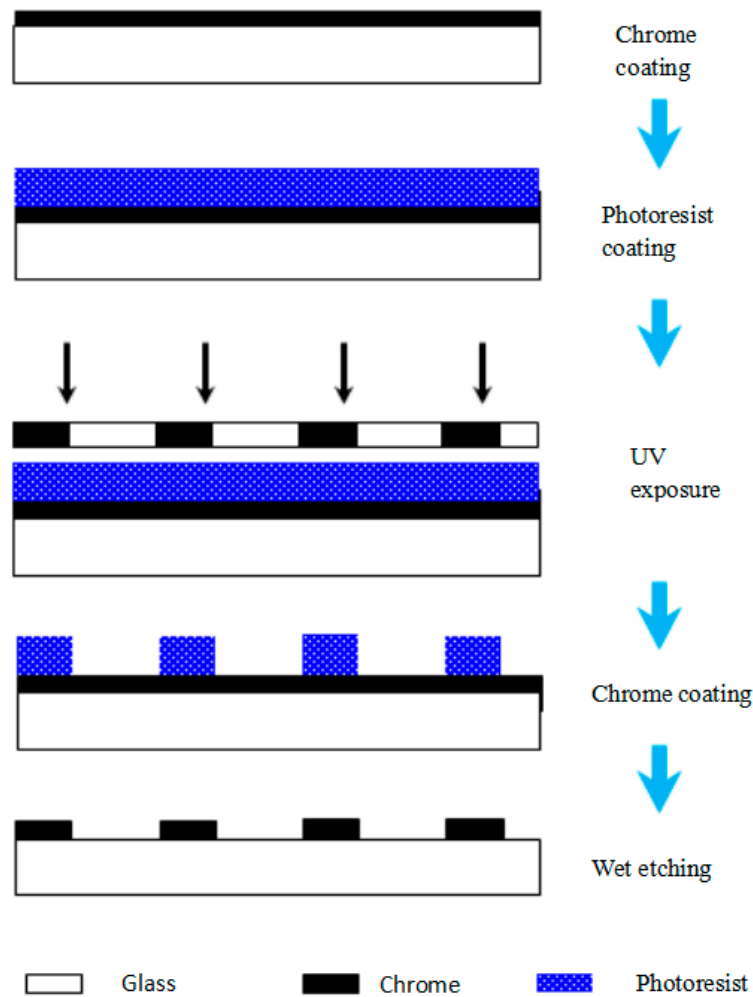 Chrome
coating
Photoresist
coating
UV
exposure
Chrome coating
Wet etching
Glass
Chrome
Photoresist